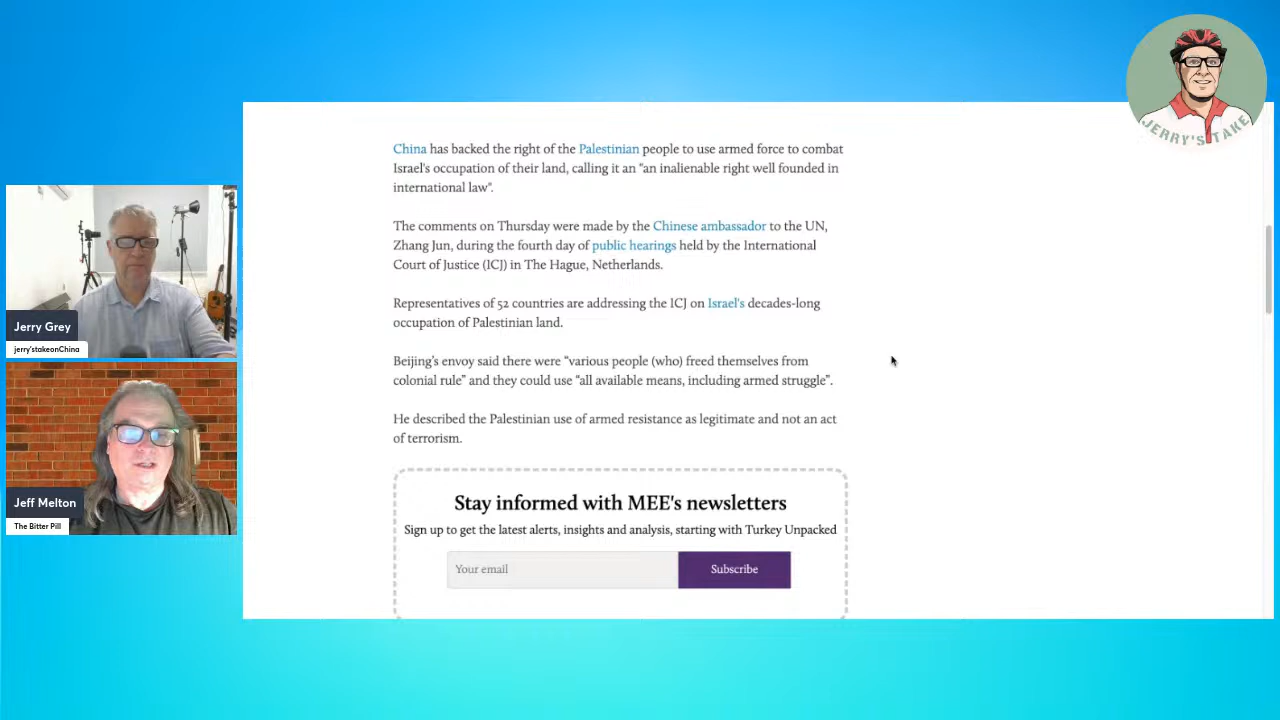 JERRY'S TAKE
China has backed the right of the Palestinian people to use armed force to combat
Israel's occupation of their land, calling it an "an inalienable right well founded in
international law".
The comments on Thursday were made by the Chinese ambassador to the UN,
Zhang Jun, during the fourth day of public hearings held by the International
Court of Justice (ICJ) in The Hague, Netherlands.
Representatives of 52 countries are addressing the ICJ on Israel's decades-long
occupation of Palestinian land.
Beijing's envoy said there were “various people (who) freed themselves from
colonial rule” and they could use “all available means, including armed struggle”.
He described the Palestinian use of armed resistance as legitimate and not an act
of terrorism.
Stay informed with MEE's newsletters
Sign up to get the latest alerts, insights and analysis, starting with Turkey Unpacked
Your email
Subscribe
Jerry Grey
jerry'stakeonChina
Jeff Melton
The Bitter Pill